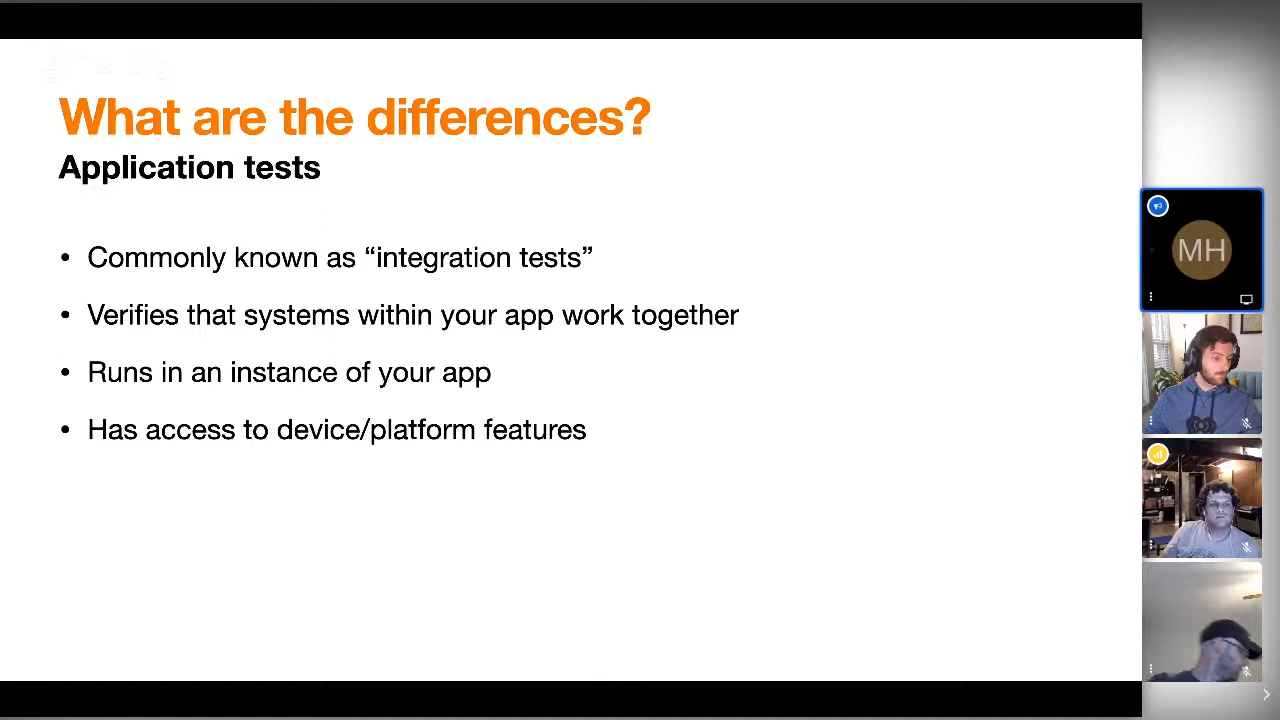 What are the differences?
Application tests
• Commonly known as “integration tests”
• Verifies that systems within your app work together
• Runs in an instance of your app
• Has access to device/platform features
MH